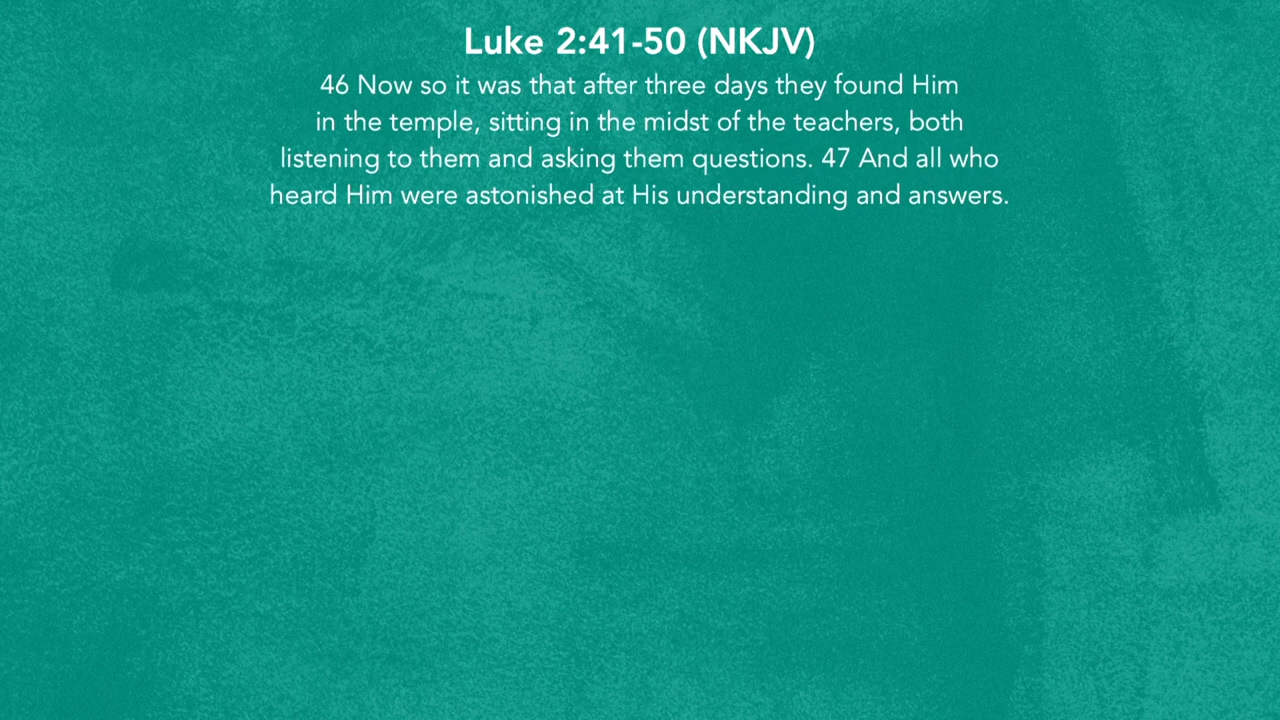 Luke 2:41-50 (NKJV)
46 Now so it was that after three days they found Him
in the temple, sitting in the midst of the teachers, both
listening to them and asking them questions. 47 And all who
heard Him were astonished at His understanding and answers.